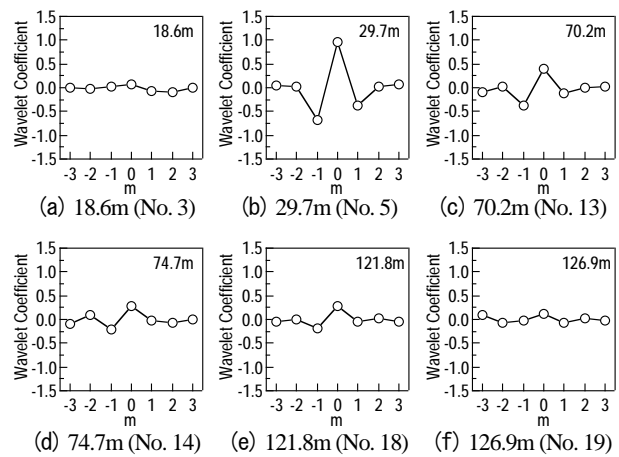 1.5
1.0
0.5
0.0
-0.5
-1.0
-1.5
Wavelet Coefficient
18.6m
-3 -2 -1 0 1 2 3
m
(a) 18.6m (No. 3)
1.5
1.0
0.5
0.0
-0.5
-1.0
-1.5
Wavelet Coefficient
29.7m
-3 -2 -1 0 1 2 3
m
(b) 29.7m (No. 5)
1.5
1.0
0.5
0.0
-0.5
-1.0
-1.5
Wavelet Coefficient
70.2m
-3 -2 -1 0 1 2 3
m
(c) 70.2m (No. 13)
1.5
1.0
0.5
0.0
-0.5
-1.0
-1.5
Wavelet Coefficient
74.7m
-3 -2 -1 0 1 2 3
m
(d) 74.7m (No. 14)
1.5
1.0
0.5
0.0
-0.5
-1.0
-1.5
Wavelet Coefficient
121.8m
-3 -2 -1 0 1 2 3
m
(e) 121.8m (No. 18)
1.5
1.0
0.5
0.0
-0.5
-1.0
-1.5
Wavelet Coefficient
126.9m
-3 -2 -1 0 1 2 3
m
(f) 126.9m (No. 19)